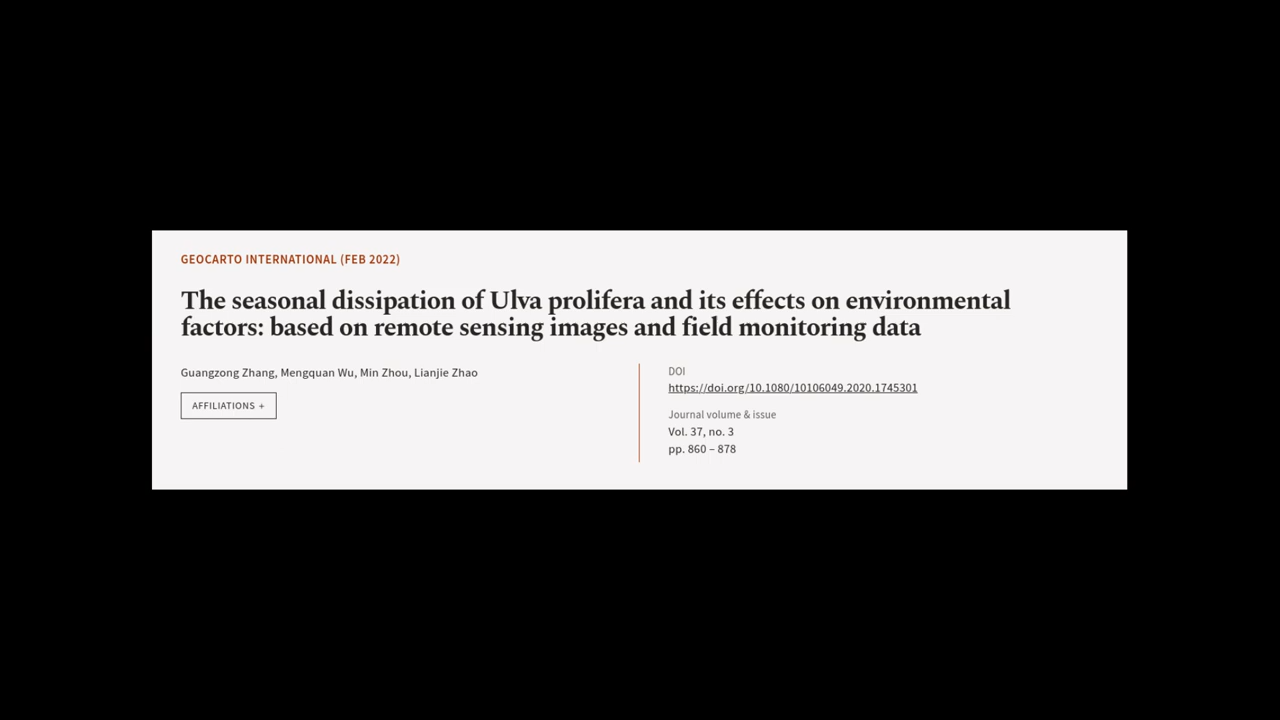 GEOCARTO INTERNATIONAL (FEB 2022)
The seasonal dissipation of Ulva prolifera and its effects on environmental
factors: based on remote sensing images and field monitoring data
Guangzong Zhang, Mengquan Wu, Min Zhou, Lianjie Zhao
AFFILIATIONS +
DOI
https://doi.org/10.1080/10106049.2020.1745301
Journal volume & issue
Vol. 37, no. 3
pp. 860 – 878